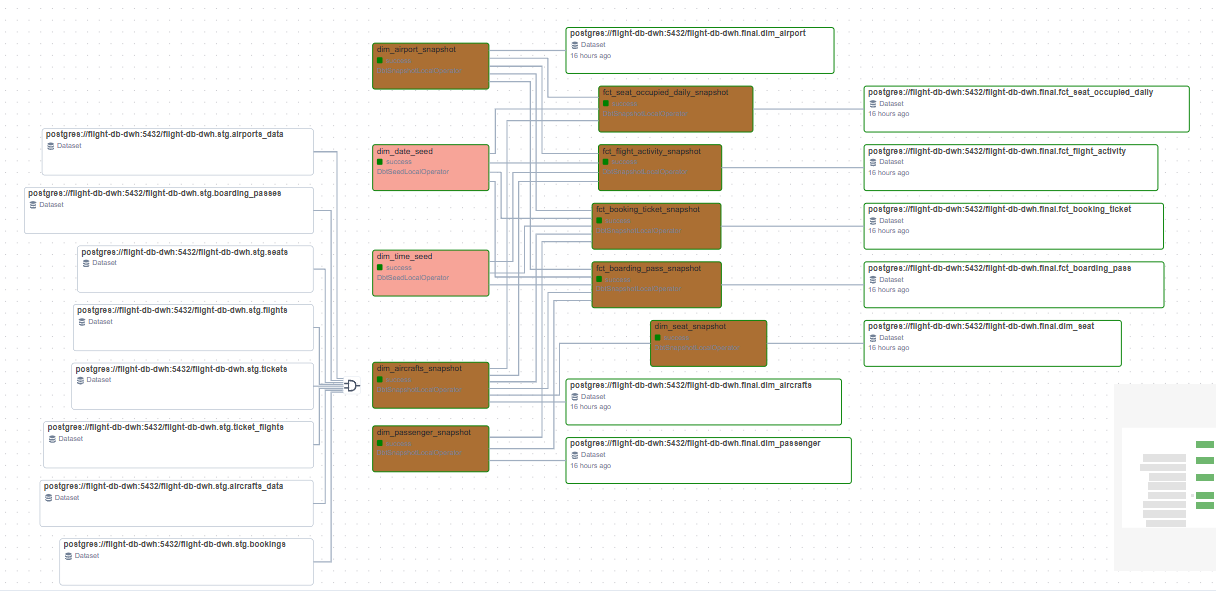 postgres://flight-db-dwh:5432/flight-db-dwh.stg.airports_data
Dataset
postgres://flight-db-dwh:5432/flight-db-dwh.stg.boarding_passes
Dataset
postgres://flight-db-dwh:5432/flight-db-dwh.stg.seats
Dataset
postgres://flight-db-dwh:5432/flight-db-dwh.stg.flights
Dataset
postgres://flight-db-dwh:5432/flight-db-dwh.stg.tickets
Dataset
postgres://flight-db-dwh:5432/flight-db-dwh.stg.ticket_flights
Dataset
postgres://flight-db-dwh:5432/flight-db-dwh.stg.aircrafts_data
Dataset
postgres://flight-db-dwh:5432/flight-db-dwh.stg.bookings
Dataset
dim_airport_snapshot
success
dim_date_seed
success
DbtSeedLocalOperator
dim_time_seed
success
DbtSeedLocalOperator
dim_aircrafts_snapshot
success
dim_passenger_snapshot
success
postgres://flight-db-dwh:5432/flight-db-dwh.final.dim_airport
Dataset
16 hours ago
fct_seat_occupied_daily_snapshot
success
fct_flight_activity_snapshot
success
fct_booking_ticket_snapshot
success
fct_boarding_pass_snapshot
success
dim_seat_snapshot
success
postgres://flight-db-dwh:5432/flight-db-dwh.final.dim_aircrafts
Dataset
16 hours ago
postgres://flight-db-dwh:5432/flight-db-dwh.final.dim_passenger
Dataset
16 hours ago
postgres://flight-db-dwh:5432/flight-db-dwh.final.fct_seat_occupied_daily
Dataset
16 hours ago
postgres://flight-db-dwh:5432/flight-db-dwh.final.fct_flight_activity
Dataset
16 hours ago
postgres://flight-db-dwh:5432/flight-db-dwh.final.fct_booking_ticket
Dataset
16 hours ago
postgres://flight-db-dwh:5432/flight-db-dwh.final.fct_boarding_pass
Dataset
16 hours ago
postgres://flight-db-dwh:5432/flight-db-dwh.final.dim_seat
Dataset
16 hours ago